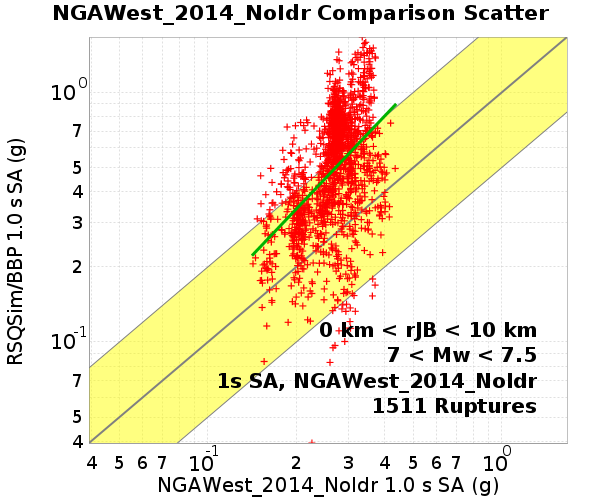 NGAWest_2014_NoIdr Comparison Scatter
RSQSim/BBP 1.0 s SA (g)
10^0
7
5
4
3
2
10^-1
7
5
4
0 km < rJB < 10 km
7 < Mw < 7.5
1s SA, NGAWest_2014_NoIdr
1511 Ruptures
4 5 6 7 10^-1 2 3 4 5 6 7 10^0
NGAWest_2014_NoIdr 1.0 s SA (g)